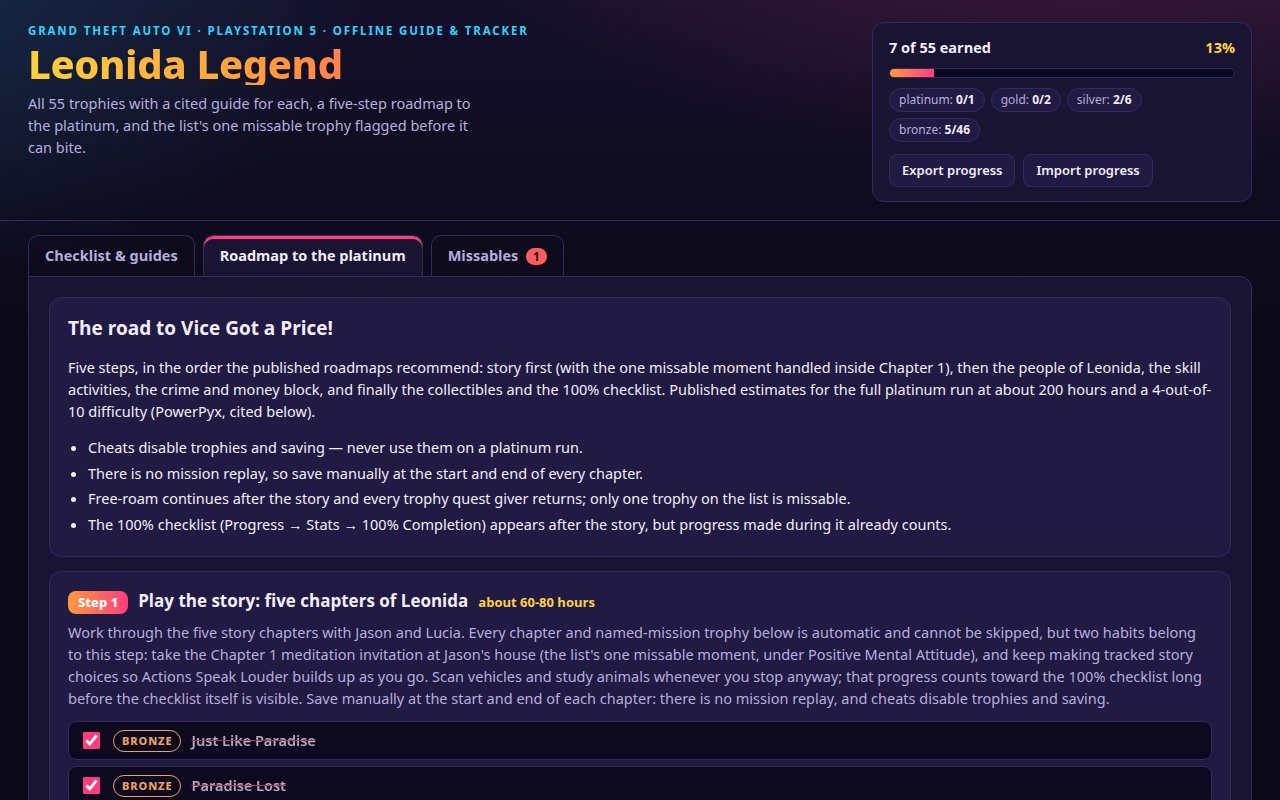 GRAND THEFT AUTO VI · PLAYSTATION 5 · OFFLINE GUIDE & TRACKER
Leonida Legend
All 55 trophies with a cited guide for each, a five-step roadmap to
the platinum, and the list's one missable trophy flagged before it
can bite.
7 of 55 earned 13%
platinum: 0/1 gold: 0/2 silver: 2/6
bronze: 5/46
Export progress Import progress
Checklist & guides Roadmap to the platinum Missables 1
The road to Vice Got a Price!
Five steps, in the order the published roadmaps recommend: story first (with the one missable moment handled inside Chapter 1), then the people of Leonida, the skill
activities, the crime and money block, and finally the collectibles and the 100% checklist. Published estimates for the full platinum run at about 200 hours and a 4-out-of-
10 difficulty (PowerPyx, cited below).
• Cheats disable trophies and saving — never use them on a platinum run.
• There is no mission replay, so save manually at the start and end of every chapter.
• Free-roam continues after the story and every trophy quest giver returns; only one trophy on the list is missable.
• The 100% checklist (Progress → Stats → 100% Completion) appears after the story, but progress made during it already counts.
Step 1 Play the story: five chapters of Leonida about 60-80 hours
Work through the five story chapters with Jason and Lucia. Every chapter and named-mission trophy below is automatic and cannot be skipped, but two habits belong
to this step: take the Chapter 1 meditation invitation at Jason's house (the list's one missable moment, under Positive Mental Attitude), and keep making tracked story
choices so Actions Speak Louder builds up as you go. Scan vehicles and study animals whenever you stop anyway; that progress counts toward the 100% checklist long
before the checklist itself is visible. Save manually at the start and end of each chapter: there is no mission replay, and cheats disable trophies and saving.
BRONZE Just Like Paradise
BRONZE Paradise Lost